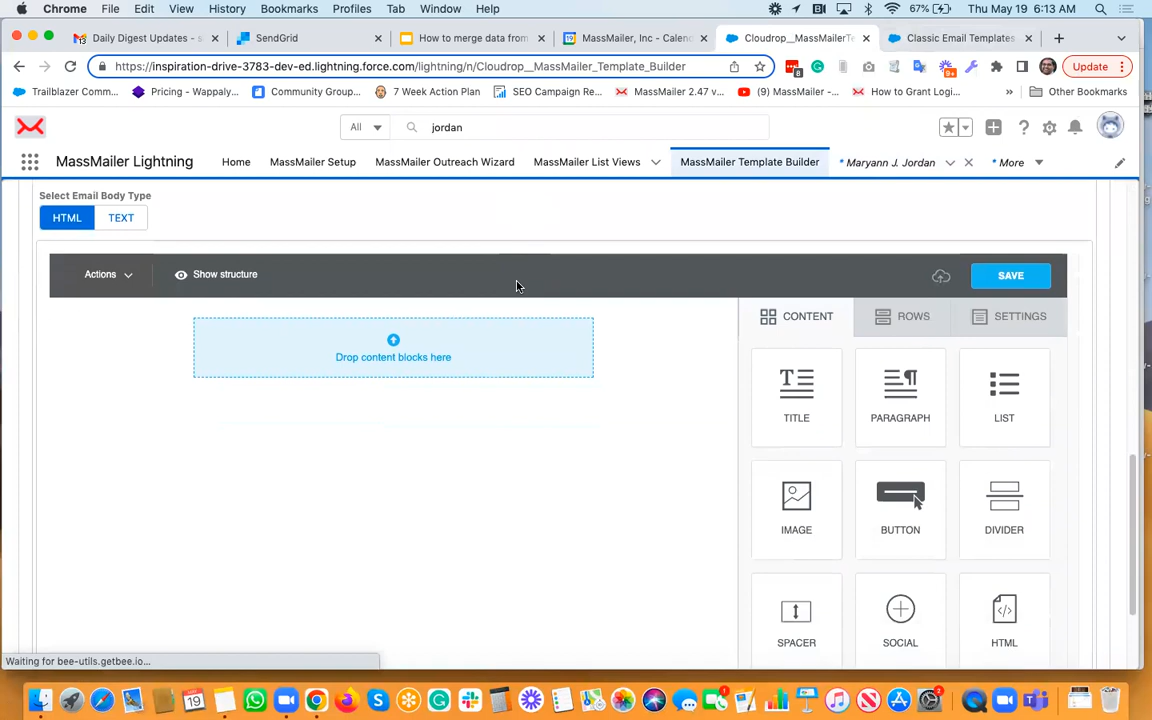 Chrome File Edit View History Bookmarks Profiles Tab Window Help 67% Thu May 19 6:13 AM
Daily Digest Updates - s SendGrid How to merge data from MassMailer, Inc - Calen Cloudrop__MassMailerTe Classic Email Templates
https://inspiration-drive-3783-dev-ed.lightning.force.com/lightning/n/Cloudrop__MassMailer_Template_Builder 8 9+ Update
Trailblazer Comm... Pricing - Wappaly... Community Group... 7 Week Action Plan SEO Campaign Re... MassMailer 2.47 v... (9) MassMailer -... How to Grant Logi... » Other Bookmarks
All jordan
MassMailer Lightning Home MassMailer Setup MassMailer Outreach Wizard MassMailer List Views MassMailer Template Builder * Maryann J. Jordan * More
Select Email Body Type
HTML TEXT
Actions Show structure SAVE
CONTENT ROWS SETTINGS
Drop content blocks here
TITLE PARAGRAPH LIST
IMAGE BUTTON DIVIDER
SPACER SOCIAL HTML
Waiting for bee-utils.getbee.io...